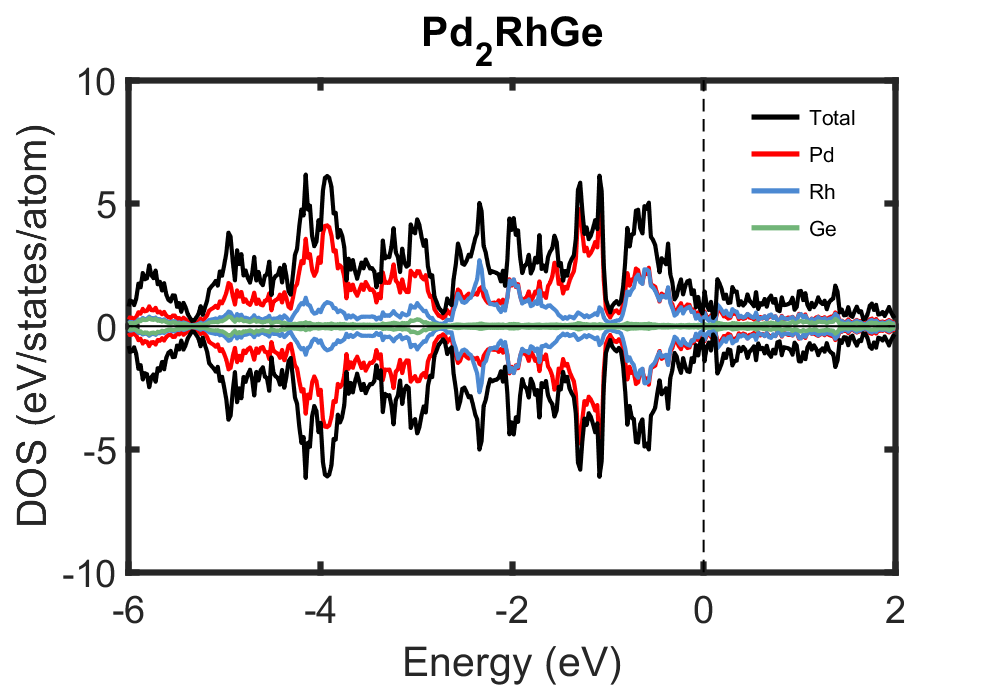 Pd₂RhGe
10
5
0
-5
-10
DOS (eV/states/atom)
Total
Pd
Rh
Ge
-6 -4 -2 0 2
Energy (eV)